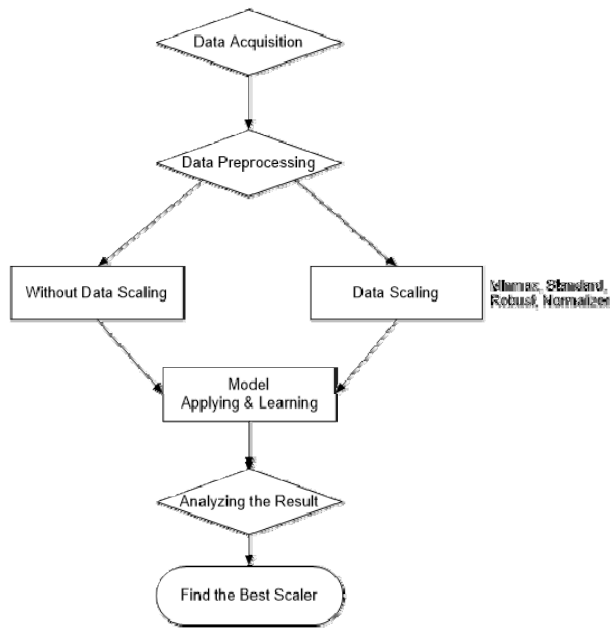 Data Acquisition
Data Preprocessing
Without Data Scaling
Data Scaling
Minmax, Standard,
Robust, Normalizer
Model
Applying & Learning
Analyzing the Result
Find the Best Scaler